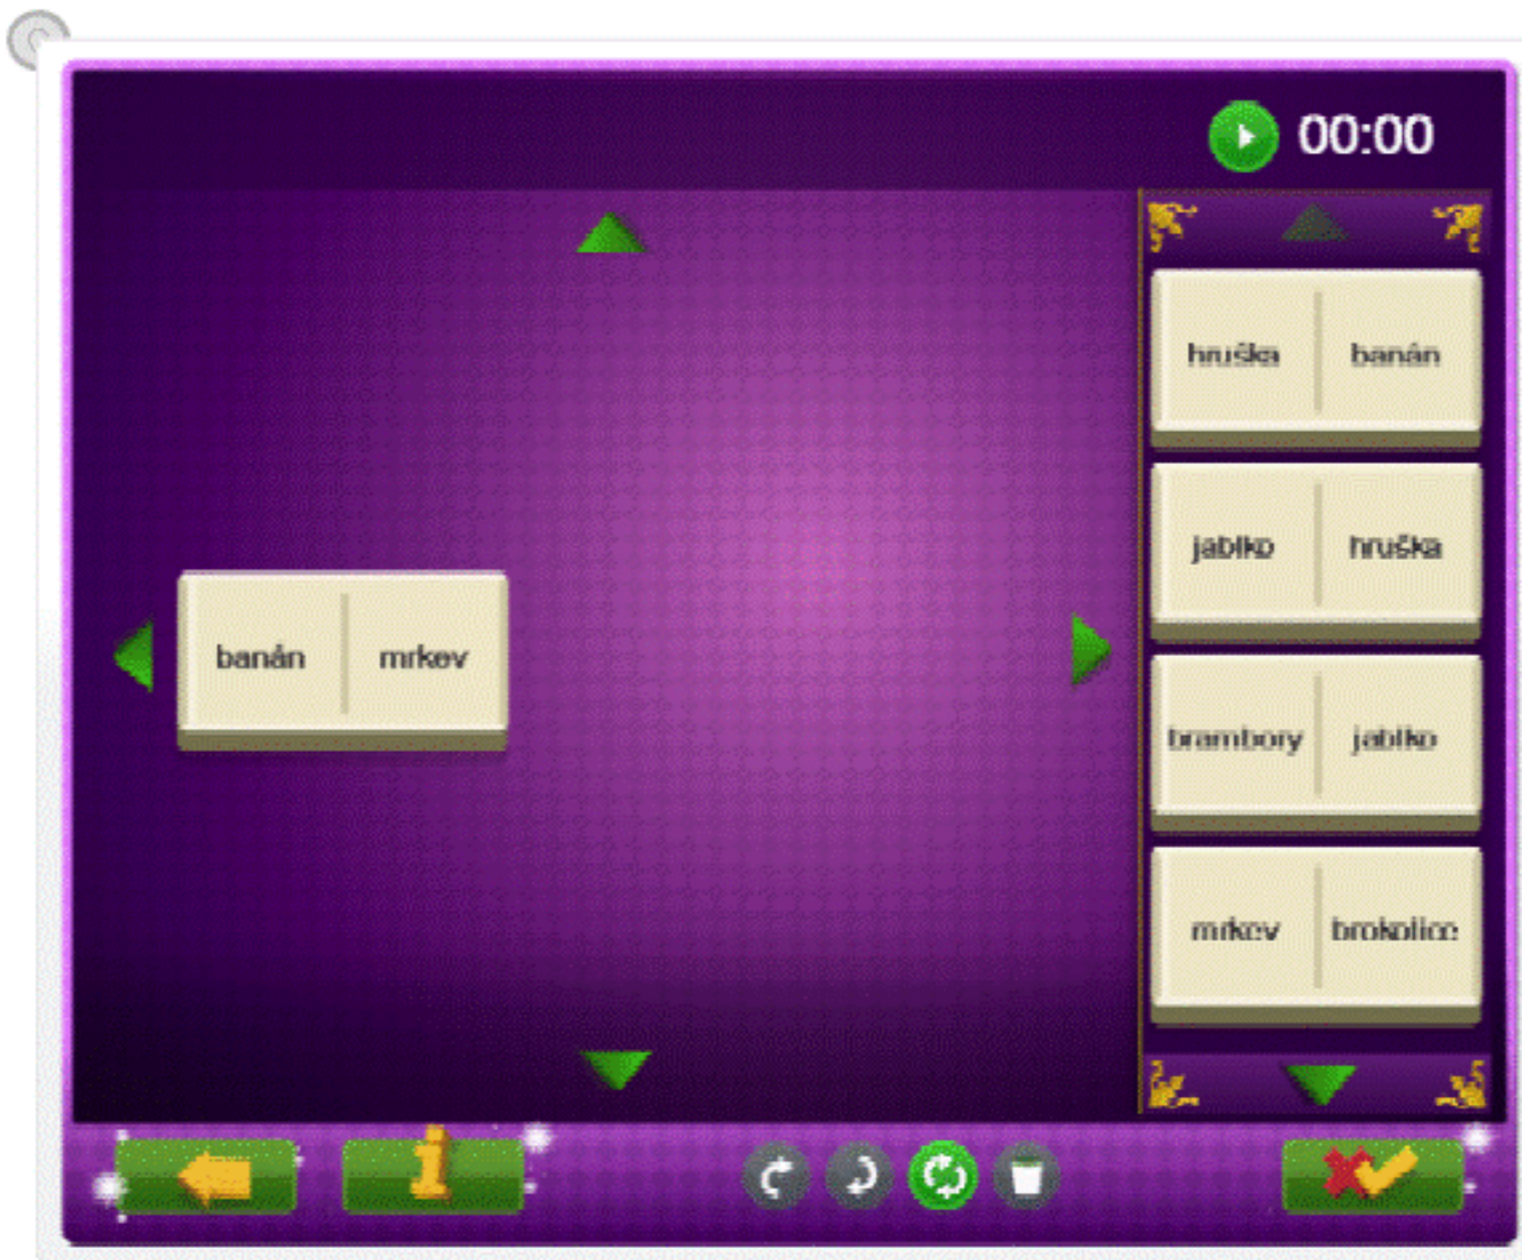 00:00
hruška banán
jablko hruška
banán mrkev
brambory jablko
mrkev brokolice